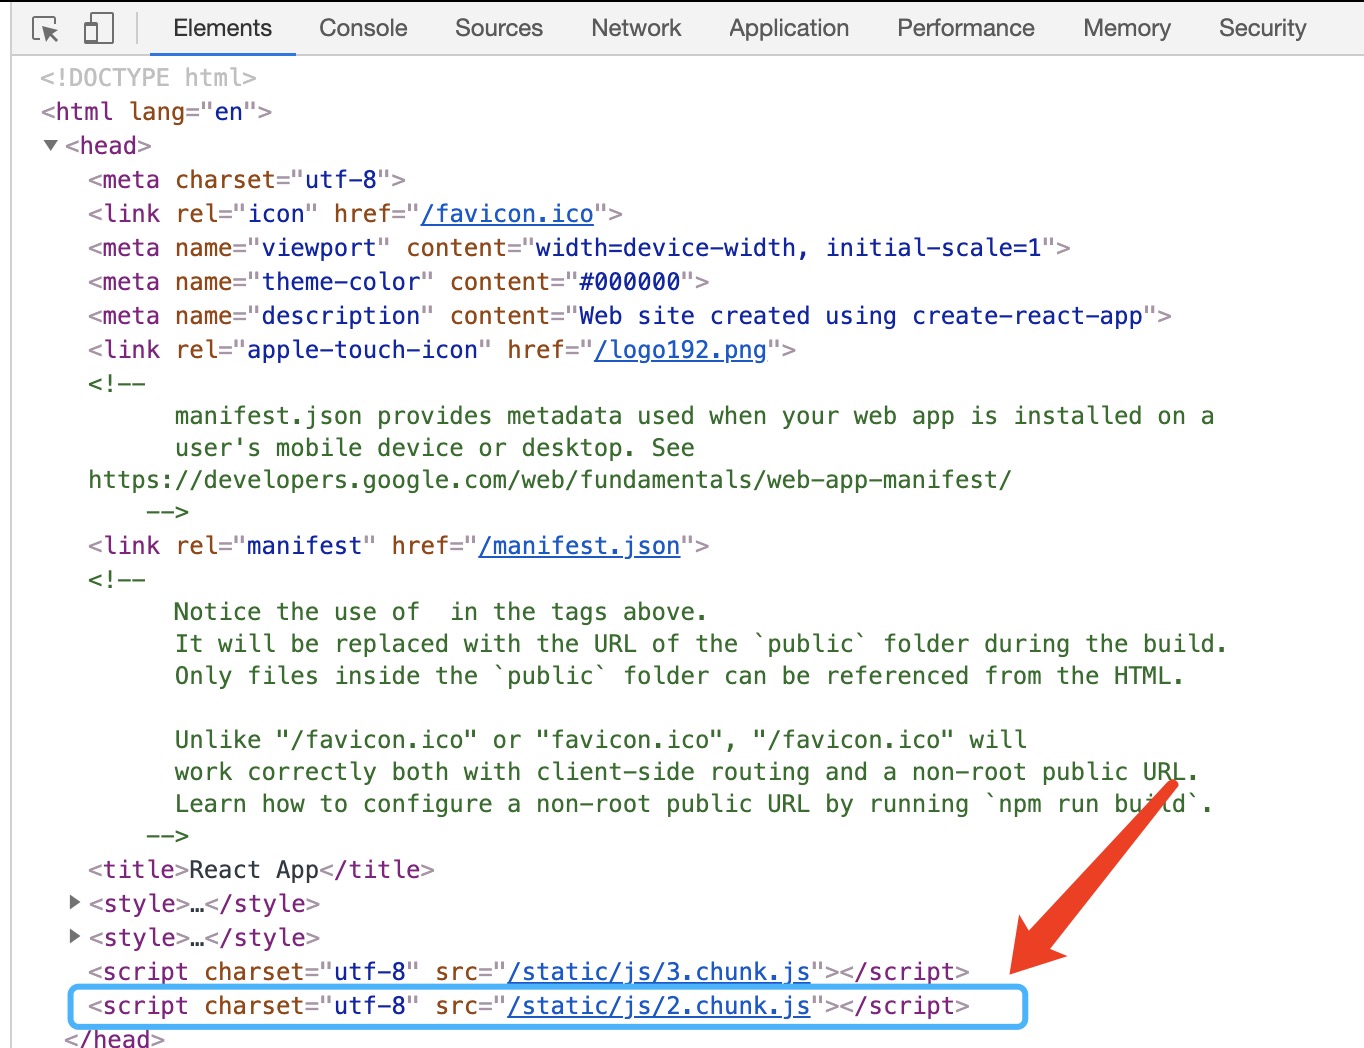 Elements Console Sources Network Application Performance Memory Security
<!DOCTYPE html>
<html lang="en">
<head>
<meta charset="utf-8">
<link rel="icon" href="/favicon.ico">
<meta name="viewport" content="width=device-width, initial-scale=1">
<meta name="theme-color" content="#000000">
<meta name="description" content="Web site created using create-react-app">
<link rel="apple-touch-icon" href="/logo192.png">
<!--
manifest.json provides metadata used when your web app is installed on a
user's mobile device or desktop. See
https://developers.google.com/web/fundamentals/web-app-manifest/
-->
<link rel="manifest" href="/manifest.json">
<!--
Notice the use of  in the tags above.
It will be replaced with the URL of the `public` folder during the build.
Only files inside the `public` folder can be referenced from the HTML.
Unlike "/favicon.ico" or "favicon.ico", "/favicon.ico" will
work correctly both with client-side routing and a non-root public URL.
Learn how to configure a non-root public URL by running `npm run build`.
-->
<title>React App</title>
<style>…</style>
<style>…</style>
<script charset="utf-8" src="/static/js/3.chunk.js"></script>
<script charset="utf-8" src="/static/js/2.chunk.js"></script>
</head>